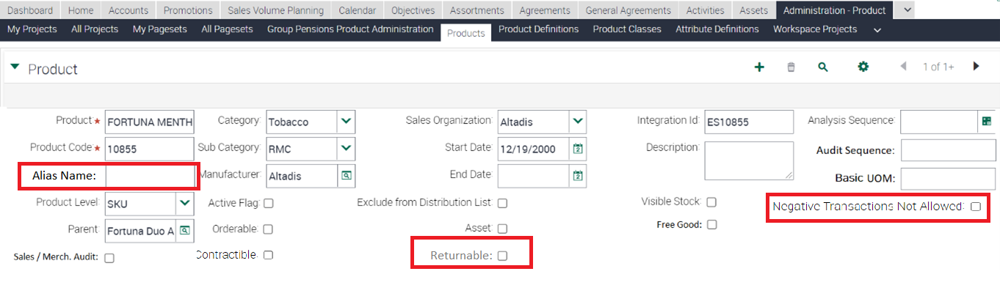 Dashboard Home Accounts Promotions Sales Volume Planning Calendar Objectives Assortments Agreements General Agreements Activities Assets Administration - Product
My Projects All Projects My Pagesets All Pagesets Group Pensions Product Administration Products Product Definitions Product Classes Attribute Definitions Workspace Projects
Product
1 of 1+
Product: FORTUNA MENTH Category: Tobacco Sales Organization: Altadis Integration Id: ES10855 Analysis Sequence:
Product Code: 10855 Sub Category: RMC Start Date: 12/19/2000 Description: Audit Sequence:
Alias Name: Manufacturer: Altadis End Date: Basic UOM:
Product Level: SKU Active Flag: Exclude from Distribution List: Visible Stock: Negative Transactions Not Allowed:
Parent: Fortuna Duo A Orderable: Asset: Free Good:
Sales / Merch. Audit: Contractible: Returnable: